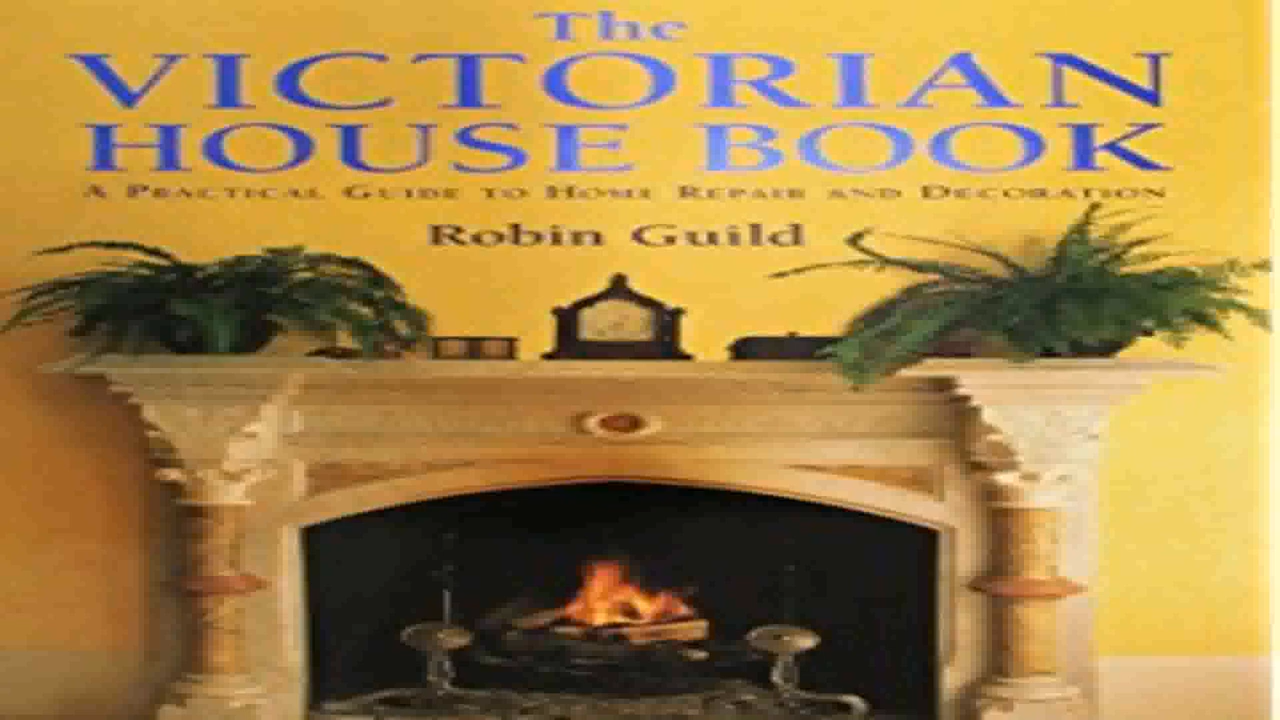 The
VICTORIAN
HOUSE BOOK
A PRACTICAL GUIDE TO HOME REPAIR AND DECORATION
Robin Guild